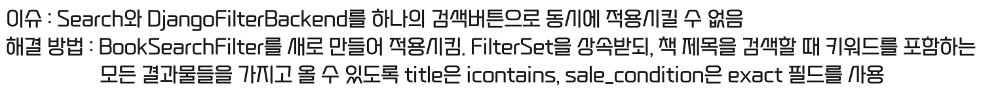 이슈 : Search와 DjangoFilterBackend를 하나의 검색버튼으로 동시에 적용시킬 수 없음
해결 방법 : BookSearchFilter를 새로 만들어 적용시킴. FilterSet을 상속받되, 책 제목을 검색할 때 키워드를 포함하는
모든 결과물들을 가지고 올 수 있도록 title은 icontains, sale_condition은 exact 필드를 사용